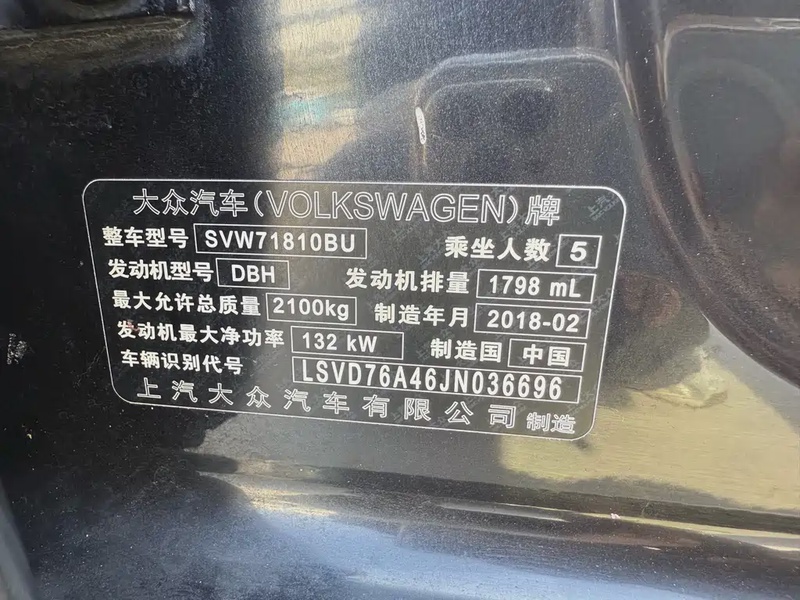 大众汽车(VOLKSWAGEN)牌
整车型号 SVW71810BU 乘坐人数 5
发动机型号 DBH 发动机排量 1798 mL
最大允许总质量 2100kg 制造年月 2018-02
发动机最大净功率 132 kW 制造国 中国
车辆识别代号 LSVD76A46JN036696
上汽大众汽车有限公司 制造